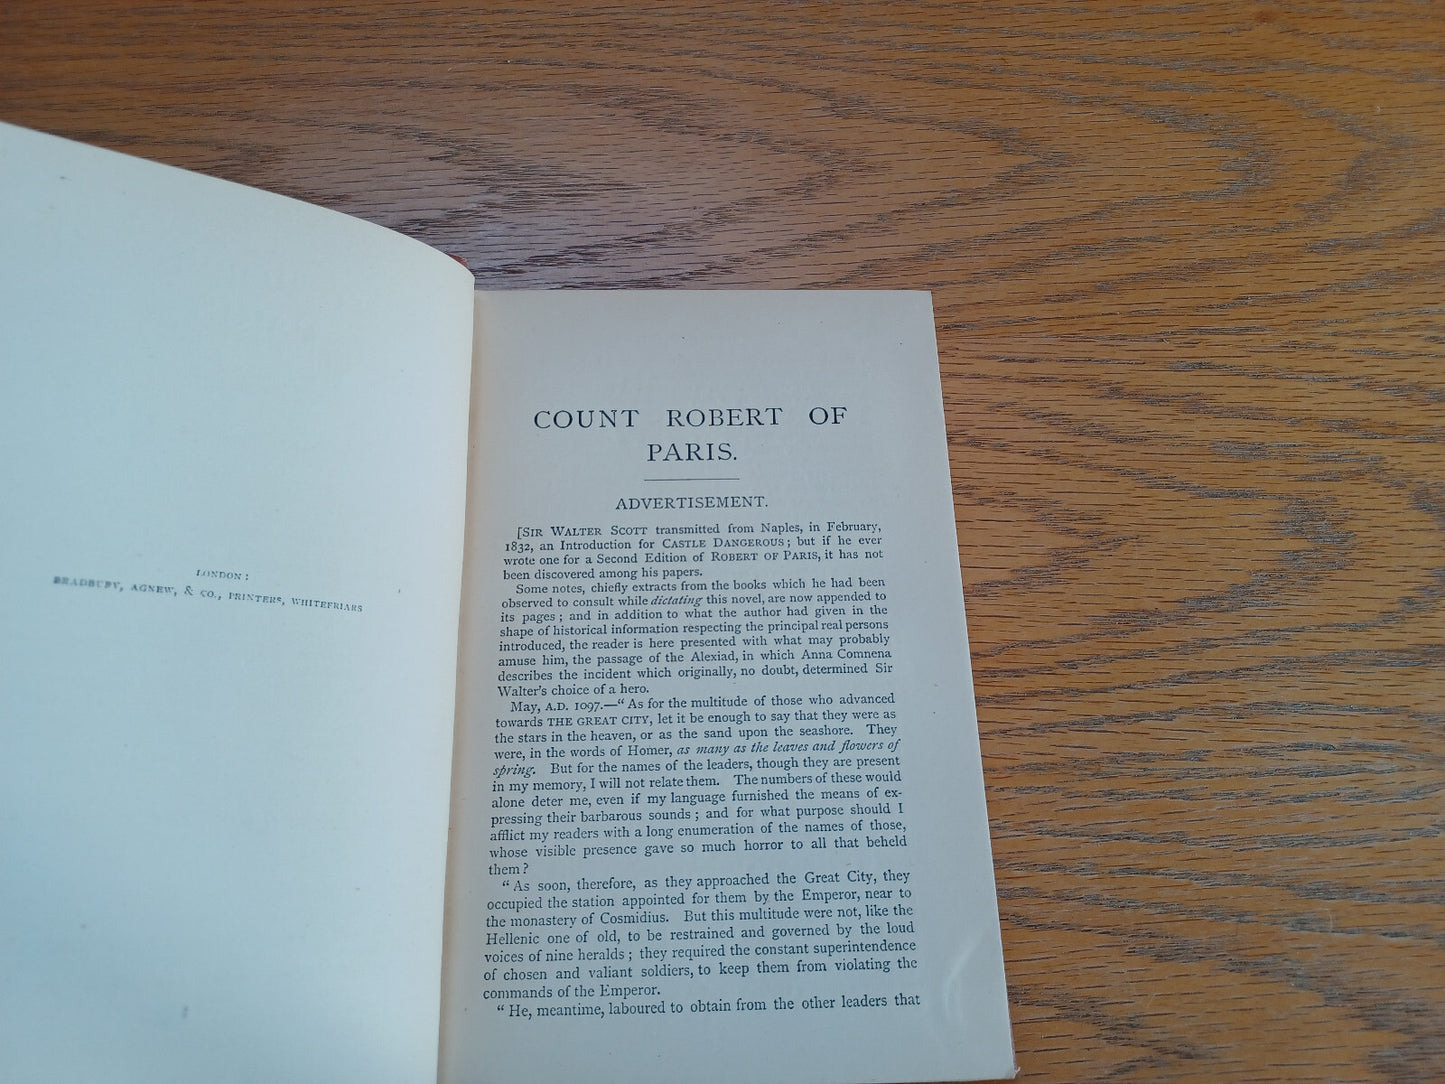 LONDON:
BRADBURY, AGNEW, & CO., PRINTERS, WHITEFRIARS
COUNT ROBERT OF
PARIS.
ADVERTISEMENT.
[SIR WALTER SCOTT transmitted from Naples, in February,
1832, an Introduction for CASTLE DANGEROUS; but if he ever
wrote one for a Second Edition of ROBERT OF PARIS, it has not
been discovered among his papers.
Some notes, chiefly extracts from the books which he had been
observed to consult while dictating this novel, are now appended to
its pages; and in addition to what the author had given in the
shape of historical information respecting the principal real persons
introduced, the reader is here presented with what may probably
amuse him, the passage of the Alexiad, in which Anna Comnena
describes the incident which originally, no doubt, determined Sir
Walter's choice of a hero.
May, A.D. 1097.—"As for the multitude of those who advanced
towards THE GREAT CITY, let it be enough to say that they were as
the stars in the heaven, or as the sand upon the seashore. They
were, in the words of Homer, as many as the leaves and flowers of
spring. But for the names of the leaders, though they are present
in my memory, I will not relate them. The numbers of these would
alone deter me, even if my language furnished the means of ex-
pressing their barbarous sounds; and for what purpose should I
afflict my readers with a long enumeration of the names of those,
whose visible presence gave so much horror to all that beheld
them?
"As soon, therefore, as they approached the Great City, they
occupied the station appointed for them by the Emperor, near to
the monastery of Cosmidius. But this multitude were not, like the
Hellenic one of old, to be restrained and governed by the loud
voices of nine heralds; they required the constant superintendence
of chosen and valiant soldiers, to keep them from violating the
commands of the Emperor.
"He, meantime, laboured to obtain from the other leaders that